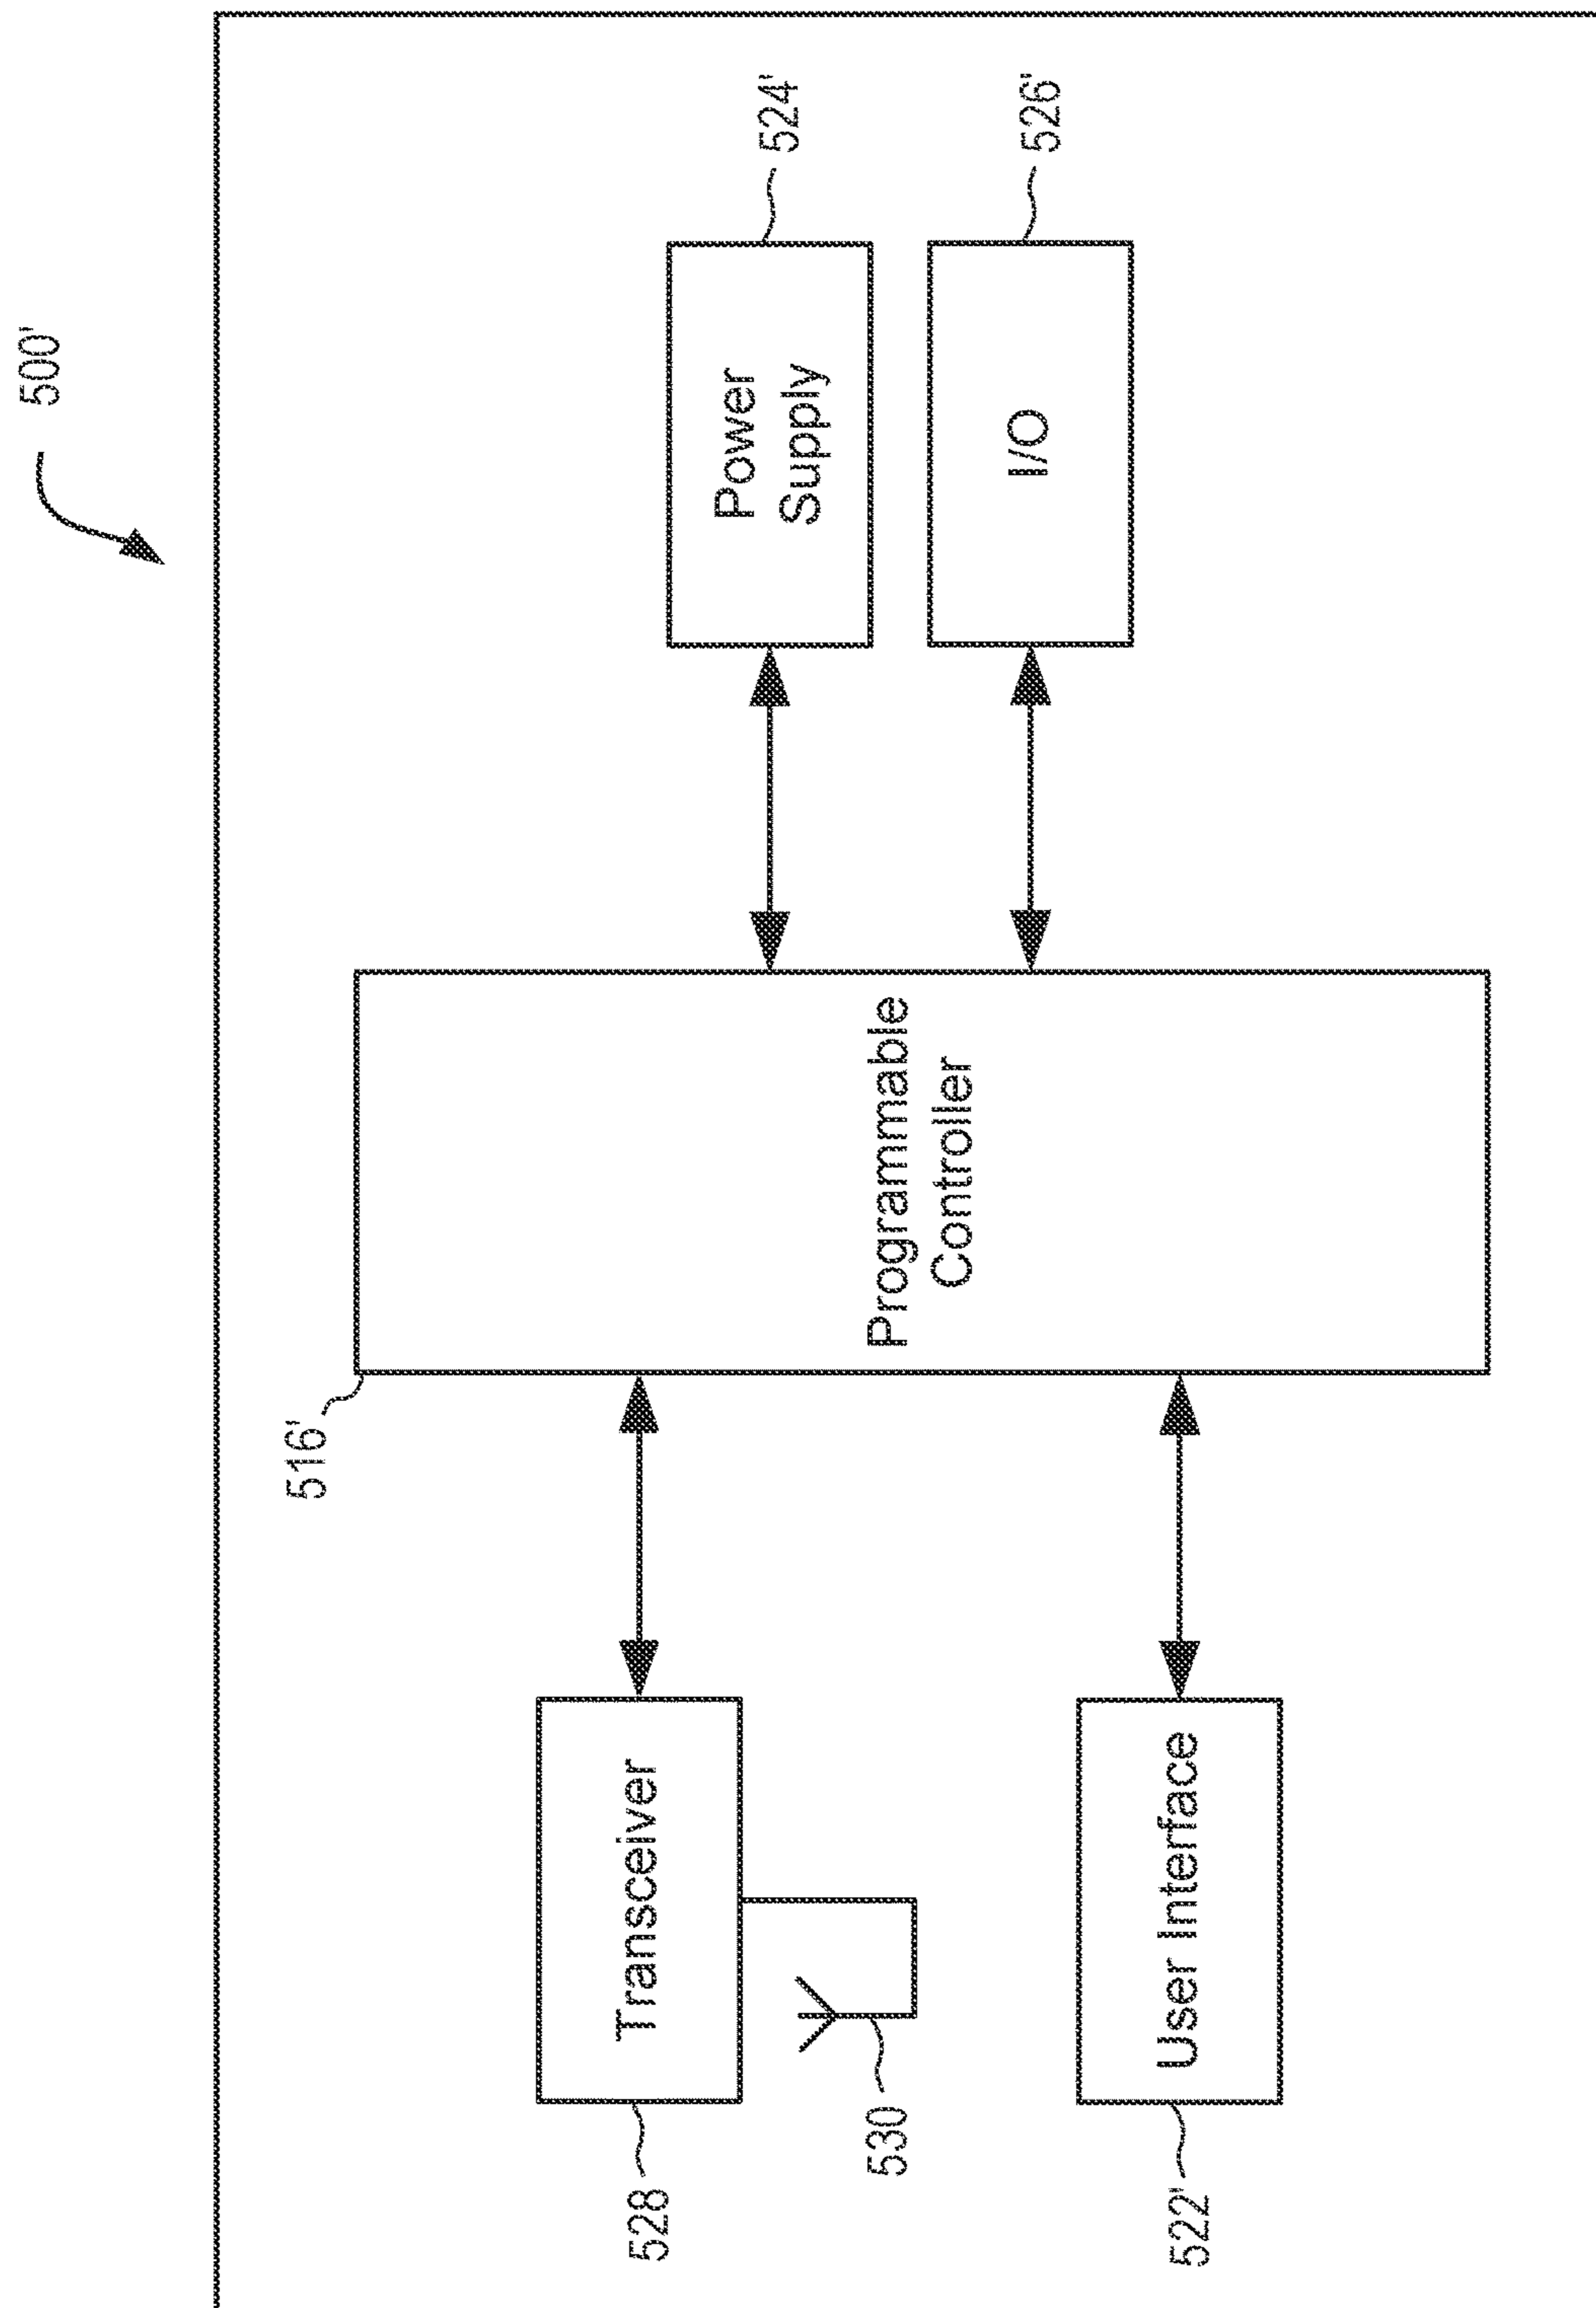 500'
516'
524'
Power
Supply
526'
I/O
Programmable
Controller
528
Transceiver
530
522'
User Interface